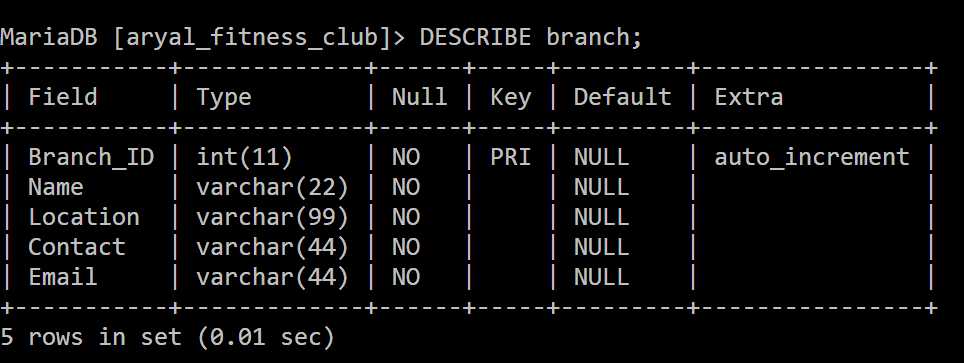 MariaDB [aryal_fitness_club]> DESCRIBE branch;
+-----------+-------------+------+-----+---------+----------------+
| Field     | Type        | Null | Key | Default | Extra          |
+-----------+-------------+------+-----+---------+----------------+
| Branch_ID | int(11)     | NO   | PRI | NULL    | auto_increment |
| Name      | varchar(22) | NO   |     | NULL    |                |
| Location  | varchar(99) | NO   |     | NULL    |                |
| Contact   | varchar(44) | NO   |     | NULL    |                |
| Email     | varchar(44) | NO   |     | NULL    |                |
+-----------+-------------+------+-----+---------+----------------+
5 rows in set (0.01 sec)